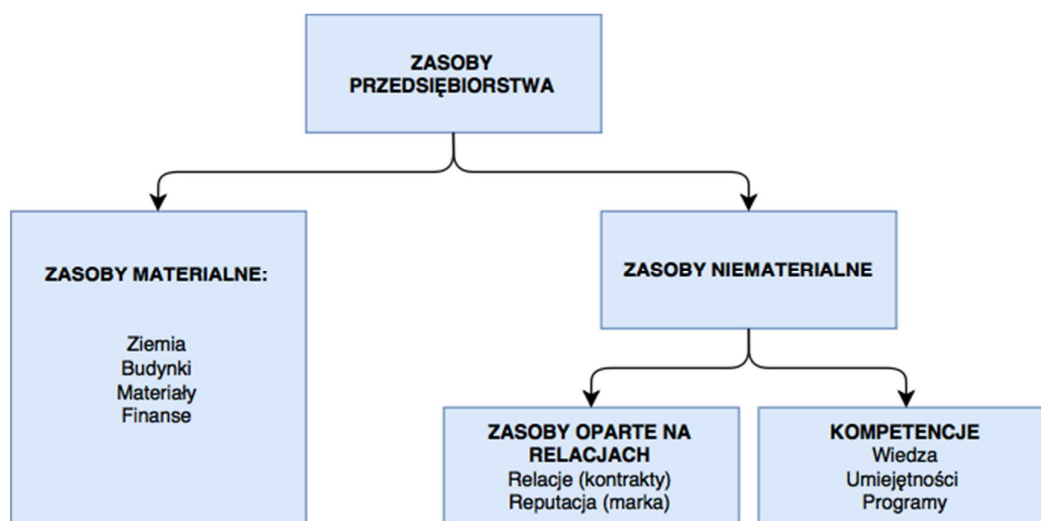 ZASOBY
PRZEDSIĘBIORSTWA
ZASOBY MATERIALNE:
Ziemia
Budynki
Materiały
Finanse
ZASOBY NIEMATERIALNE
ZASOBY OPARTE NA
RELACJACH
Relacje (kontrakty)
Reputacja (marka)
KOMPETENCJE
Wiedza
Umiejętności
Programy